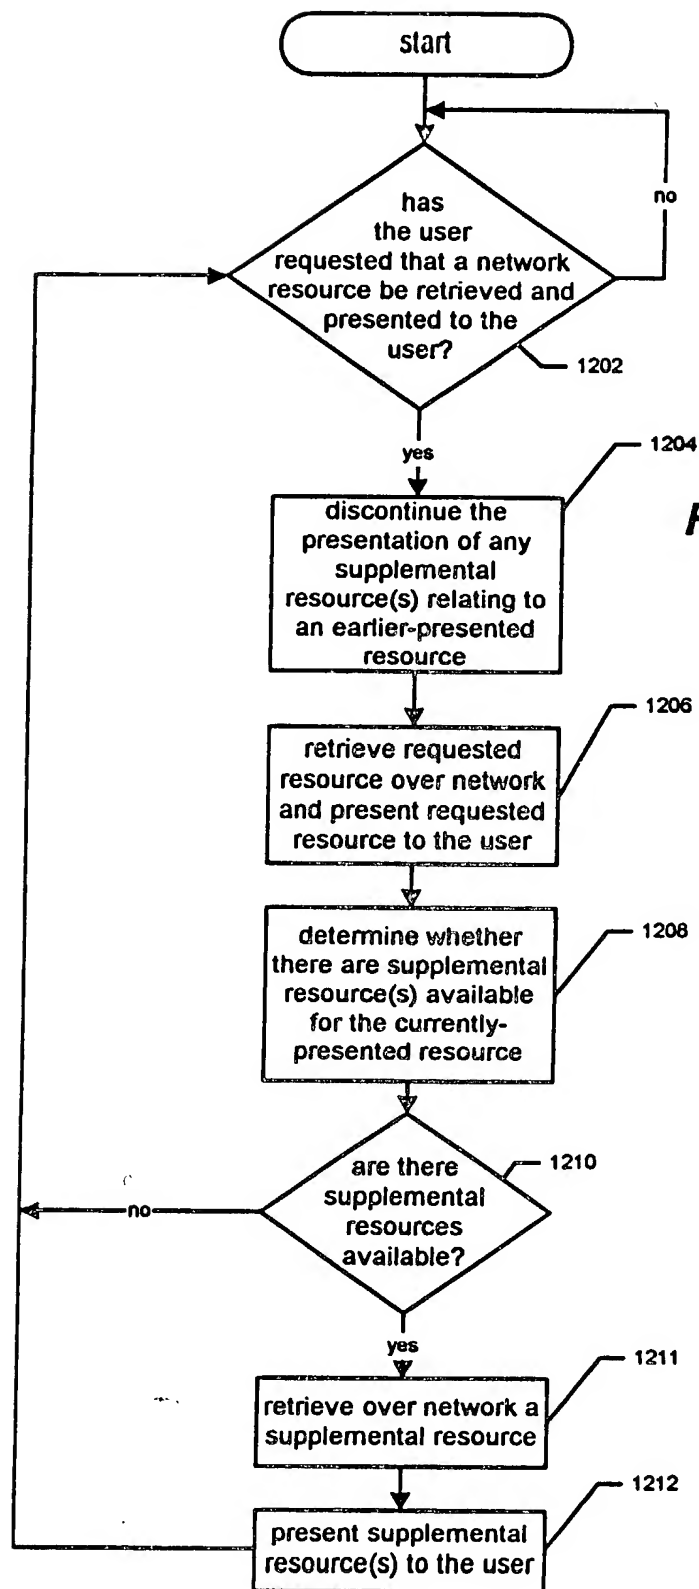 start
no
has
the user
requested that a network
resource be retrieved and
presented to the
user?
1202
yes
1204
discontinue the
presentation of any
supplemental
resource(s) relating to
an earlier-presented
resource
1206
retrieve requested
resource over network
and present requested
resource to the user
1208
determine whether
there are supplemental
resource(s) available
for the currently-
presented resource
1210
are there
supplemental
resources
available?
no
yes
1211
retrieve over network a
supplemental resource
1212
present supplemental
resource(s) to the user